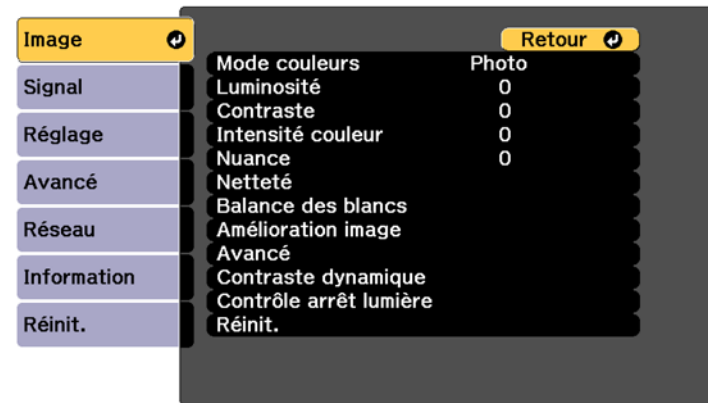 Image
Signal
Réglage
Avancé
Réseau
Information
Réinit.
Retour
Mode couleurs Photo
Luminosité 0
Contraste 0
Intensité couleur 0
Nuance 0
Netteté
Balance des blancs
Amélioration image
Avancé
Contraste dynamique
Contrôle arrêt lumière
Réinit.